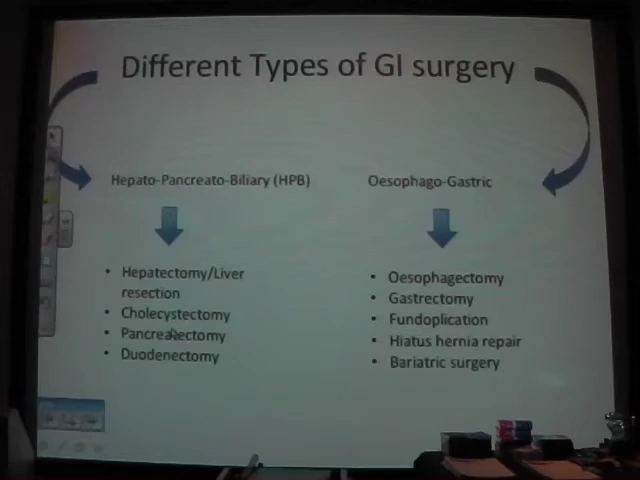 Different Types of GI surgery
Hepato-Pancreato-Biliary (HPB)
Oesophago-Gastric
• Hepatectomy/Liver
resection
• Cholecystectomy
• Pancreatectomy
• Duodenectomy
• Oesophagectomy
• Gastrectomy
• Fundoplication
• Hiatus hernia repair
• Bariatric surgery